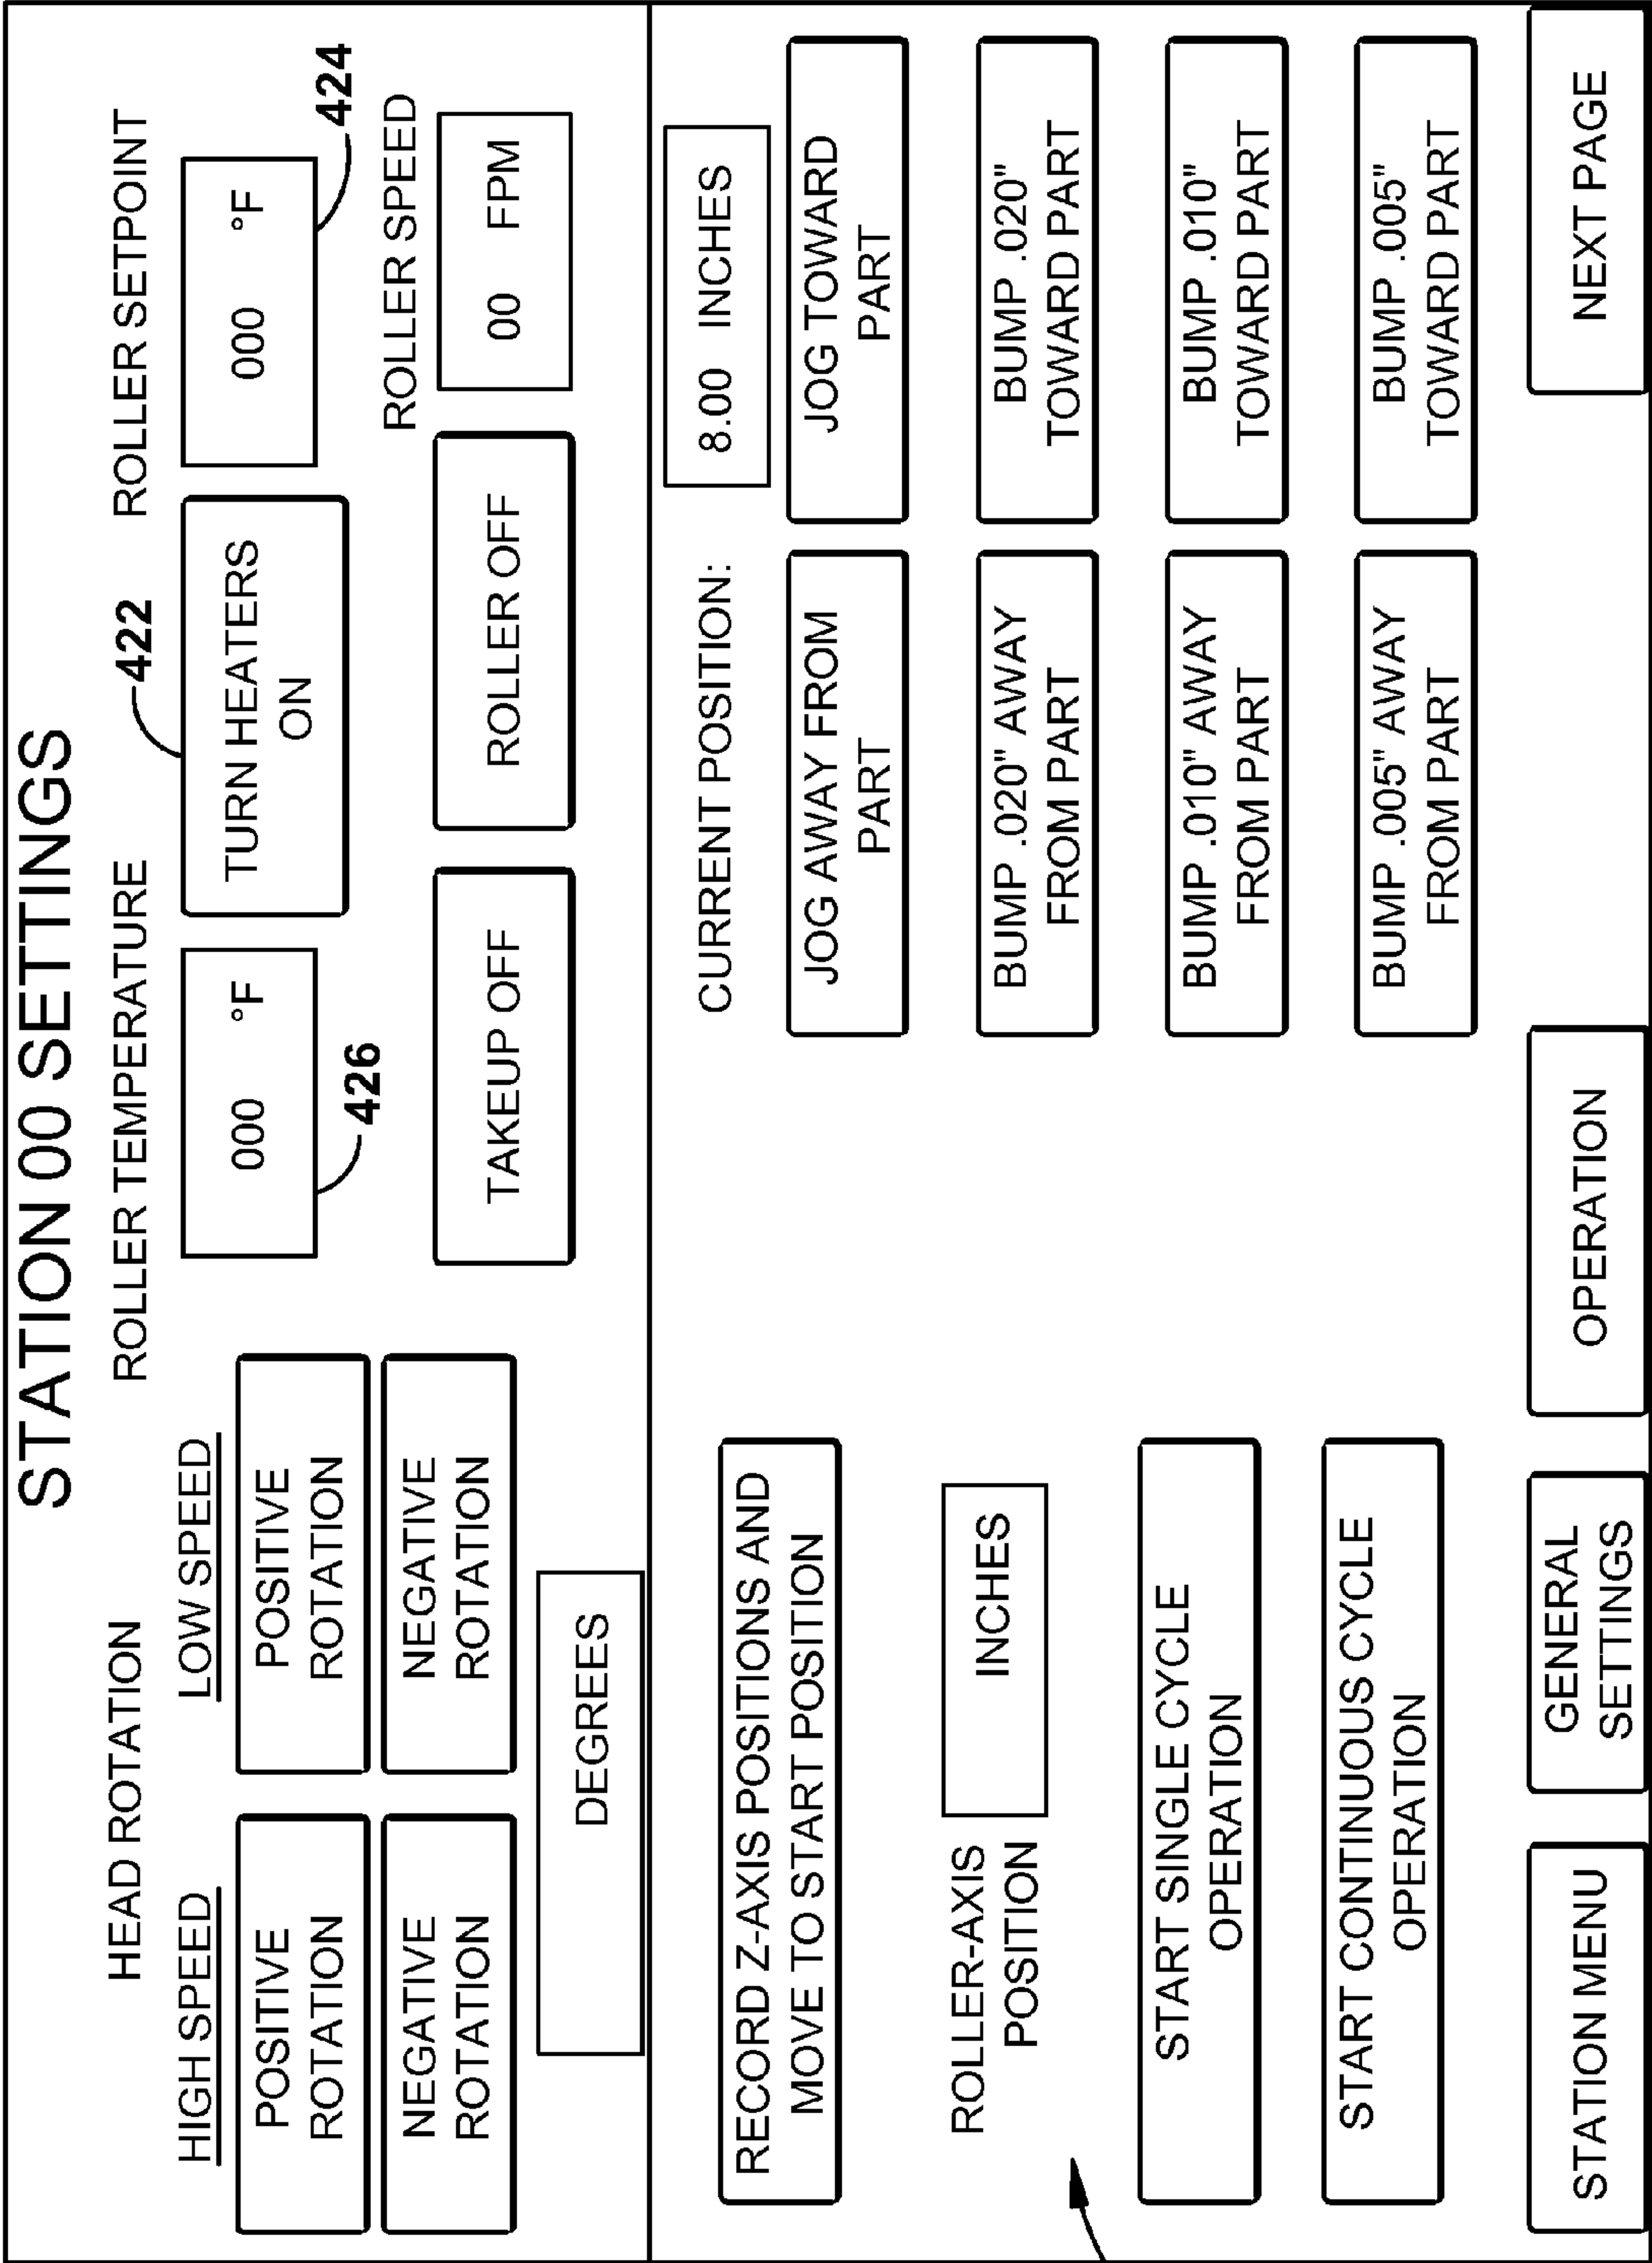 STATION 00 SETTINGS
HEAD ROTATION
HIGH SPEED
LOW SPEED
POSITIVE
ROTATION
POSITIVE
ROTATION
NEGATIVE
ROTATION
NEGATIVE
ROTATION
DEGREES
ROLLER TEMPERATURE
000 °F
426
422
TURN HEATERS
ON
ROLLER SETPOINT
000 °F
424
TAKEUP OFF
ROLLER OFF
ROLLER SPEED
00 FPM
RECORD Z-AXIS POSITIONS AND
MOVE TO START POSITION
ROLLER-AXIS
POSITION
INCHES
START SINGLE CYCLE
OPERATION
START CONTINUOUS CYCLE
OPERATION
CURRENT POSITION:
8.00 INCHES
JOG AWAY FROM
PART
JOG TOWARD
PART
BUMP .020" AWAY
FROM PART
BUMP .020"
TOWARD PART
BUMP .010" AWAY
FROM PART
BUMP .010"
TOWARD PART
BUMP .005" AWAY
FROM PART
BUMP .005"
TOWARD PART
STATION MENU
GENERAL
SETTINGS
OPERATION
NEXT PAGE